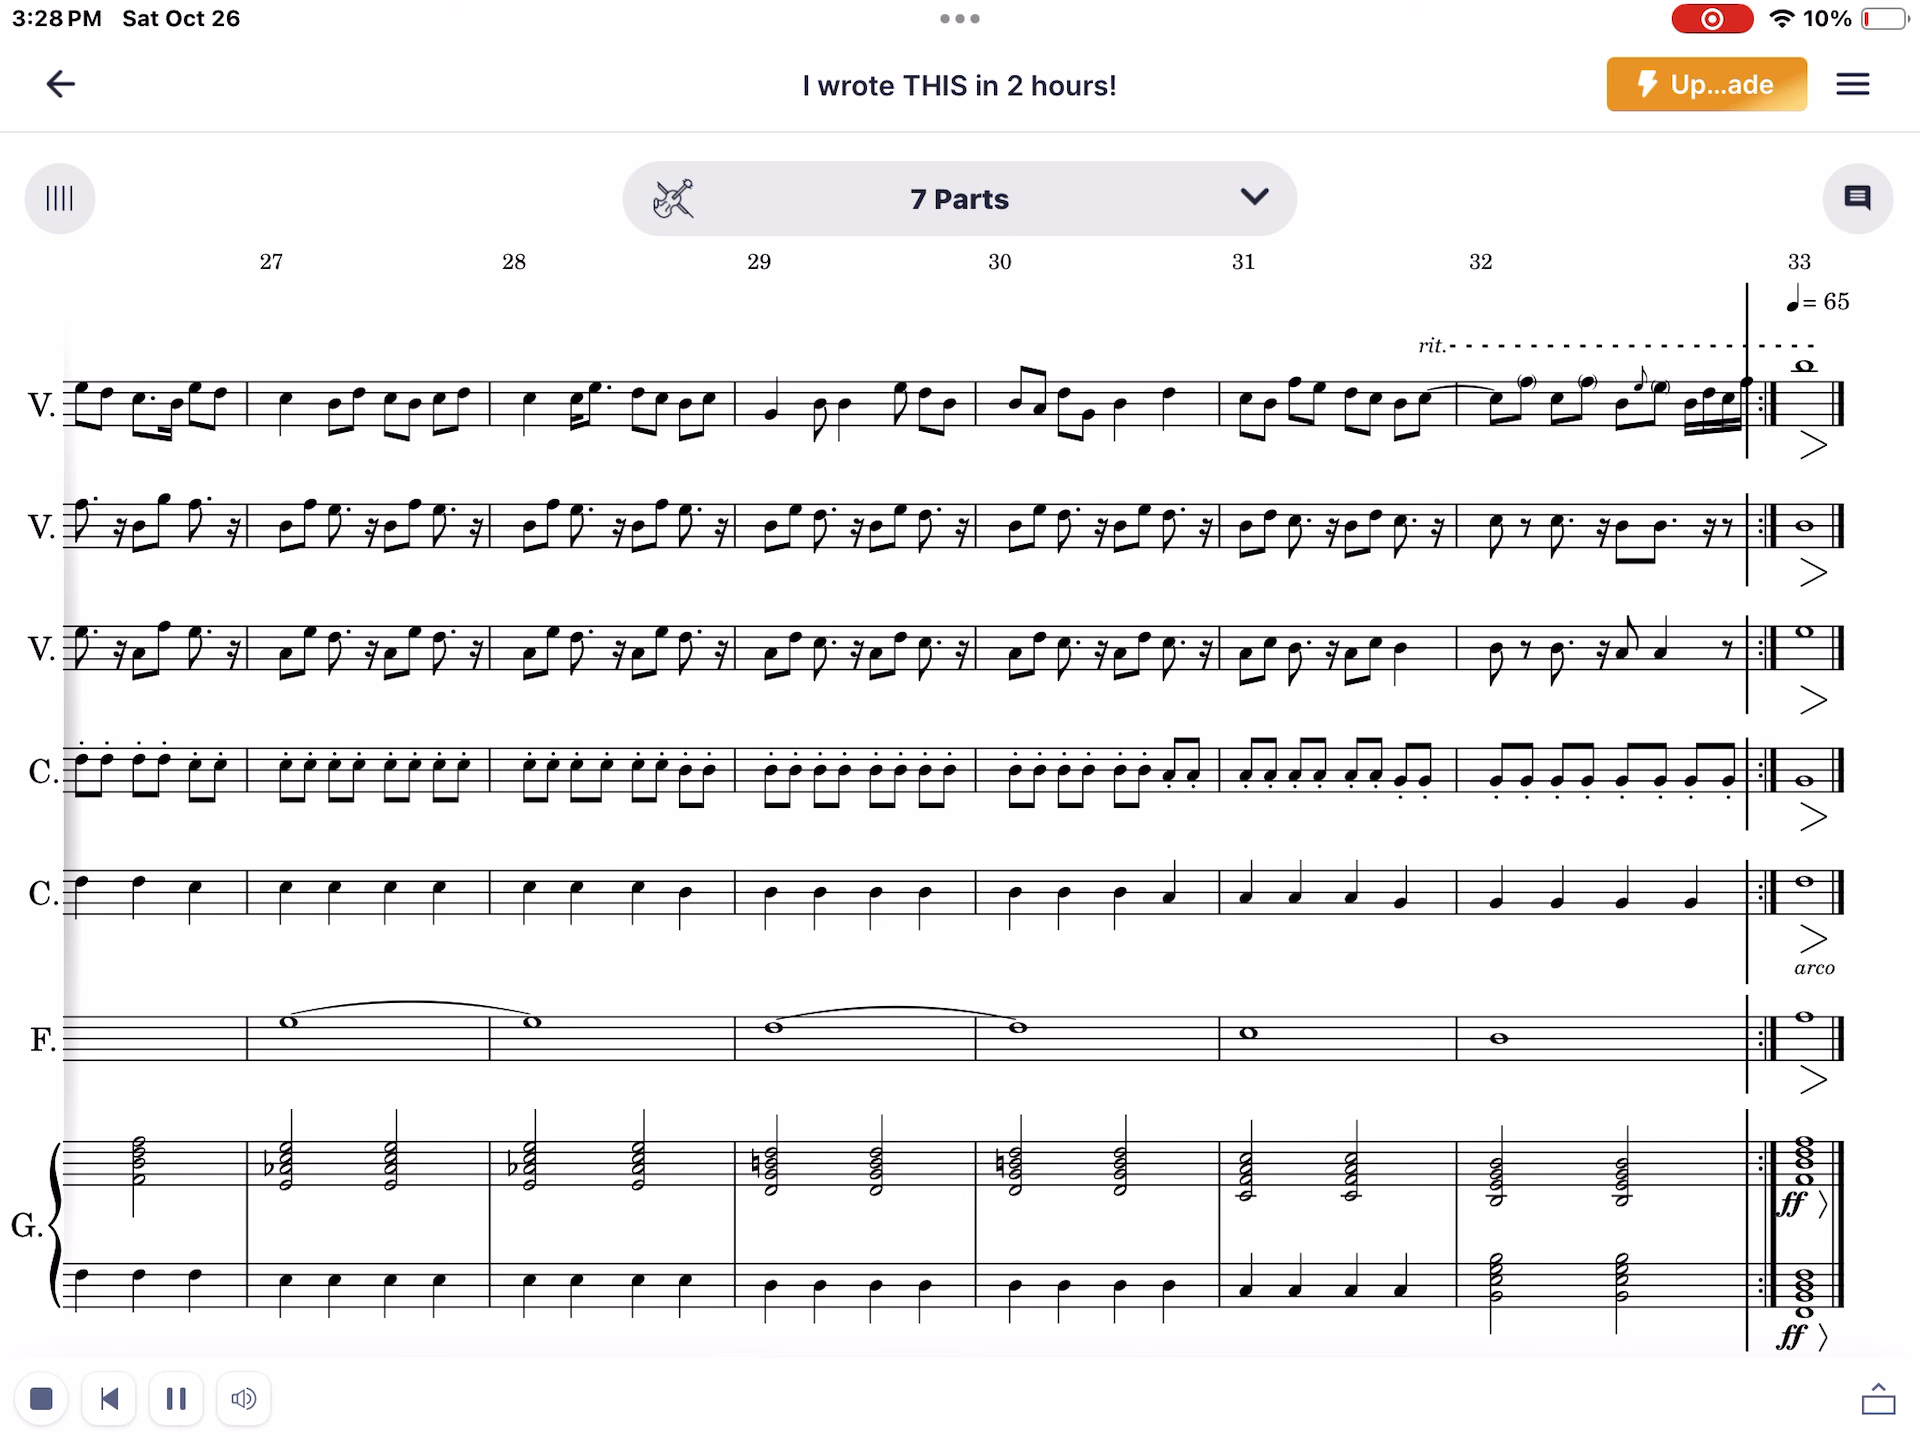 3:28 PM Sat Oct 26
10%
I wrote THIS in 2 hours!
Up...ade
7 Parts
27 28 29 30 31 32 33
= 65
rit.
V.
V.
V.
C.
C.
arco
F.
G.
ff
ff